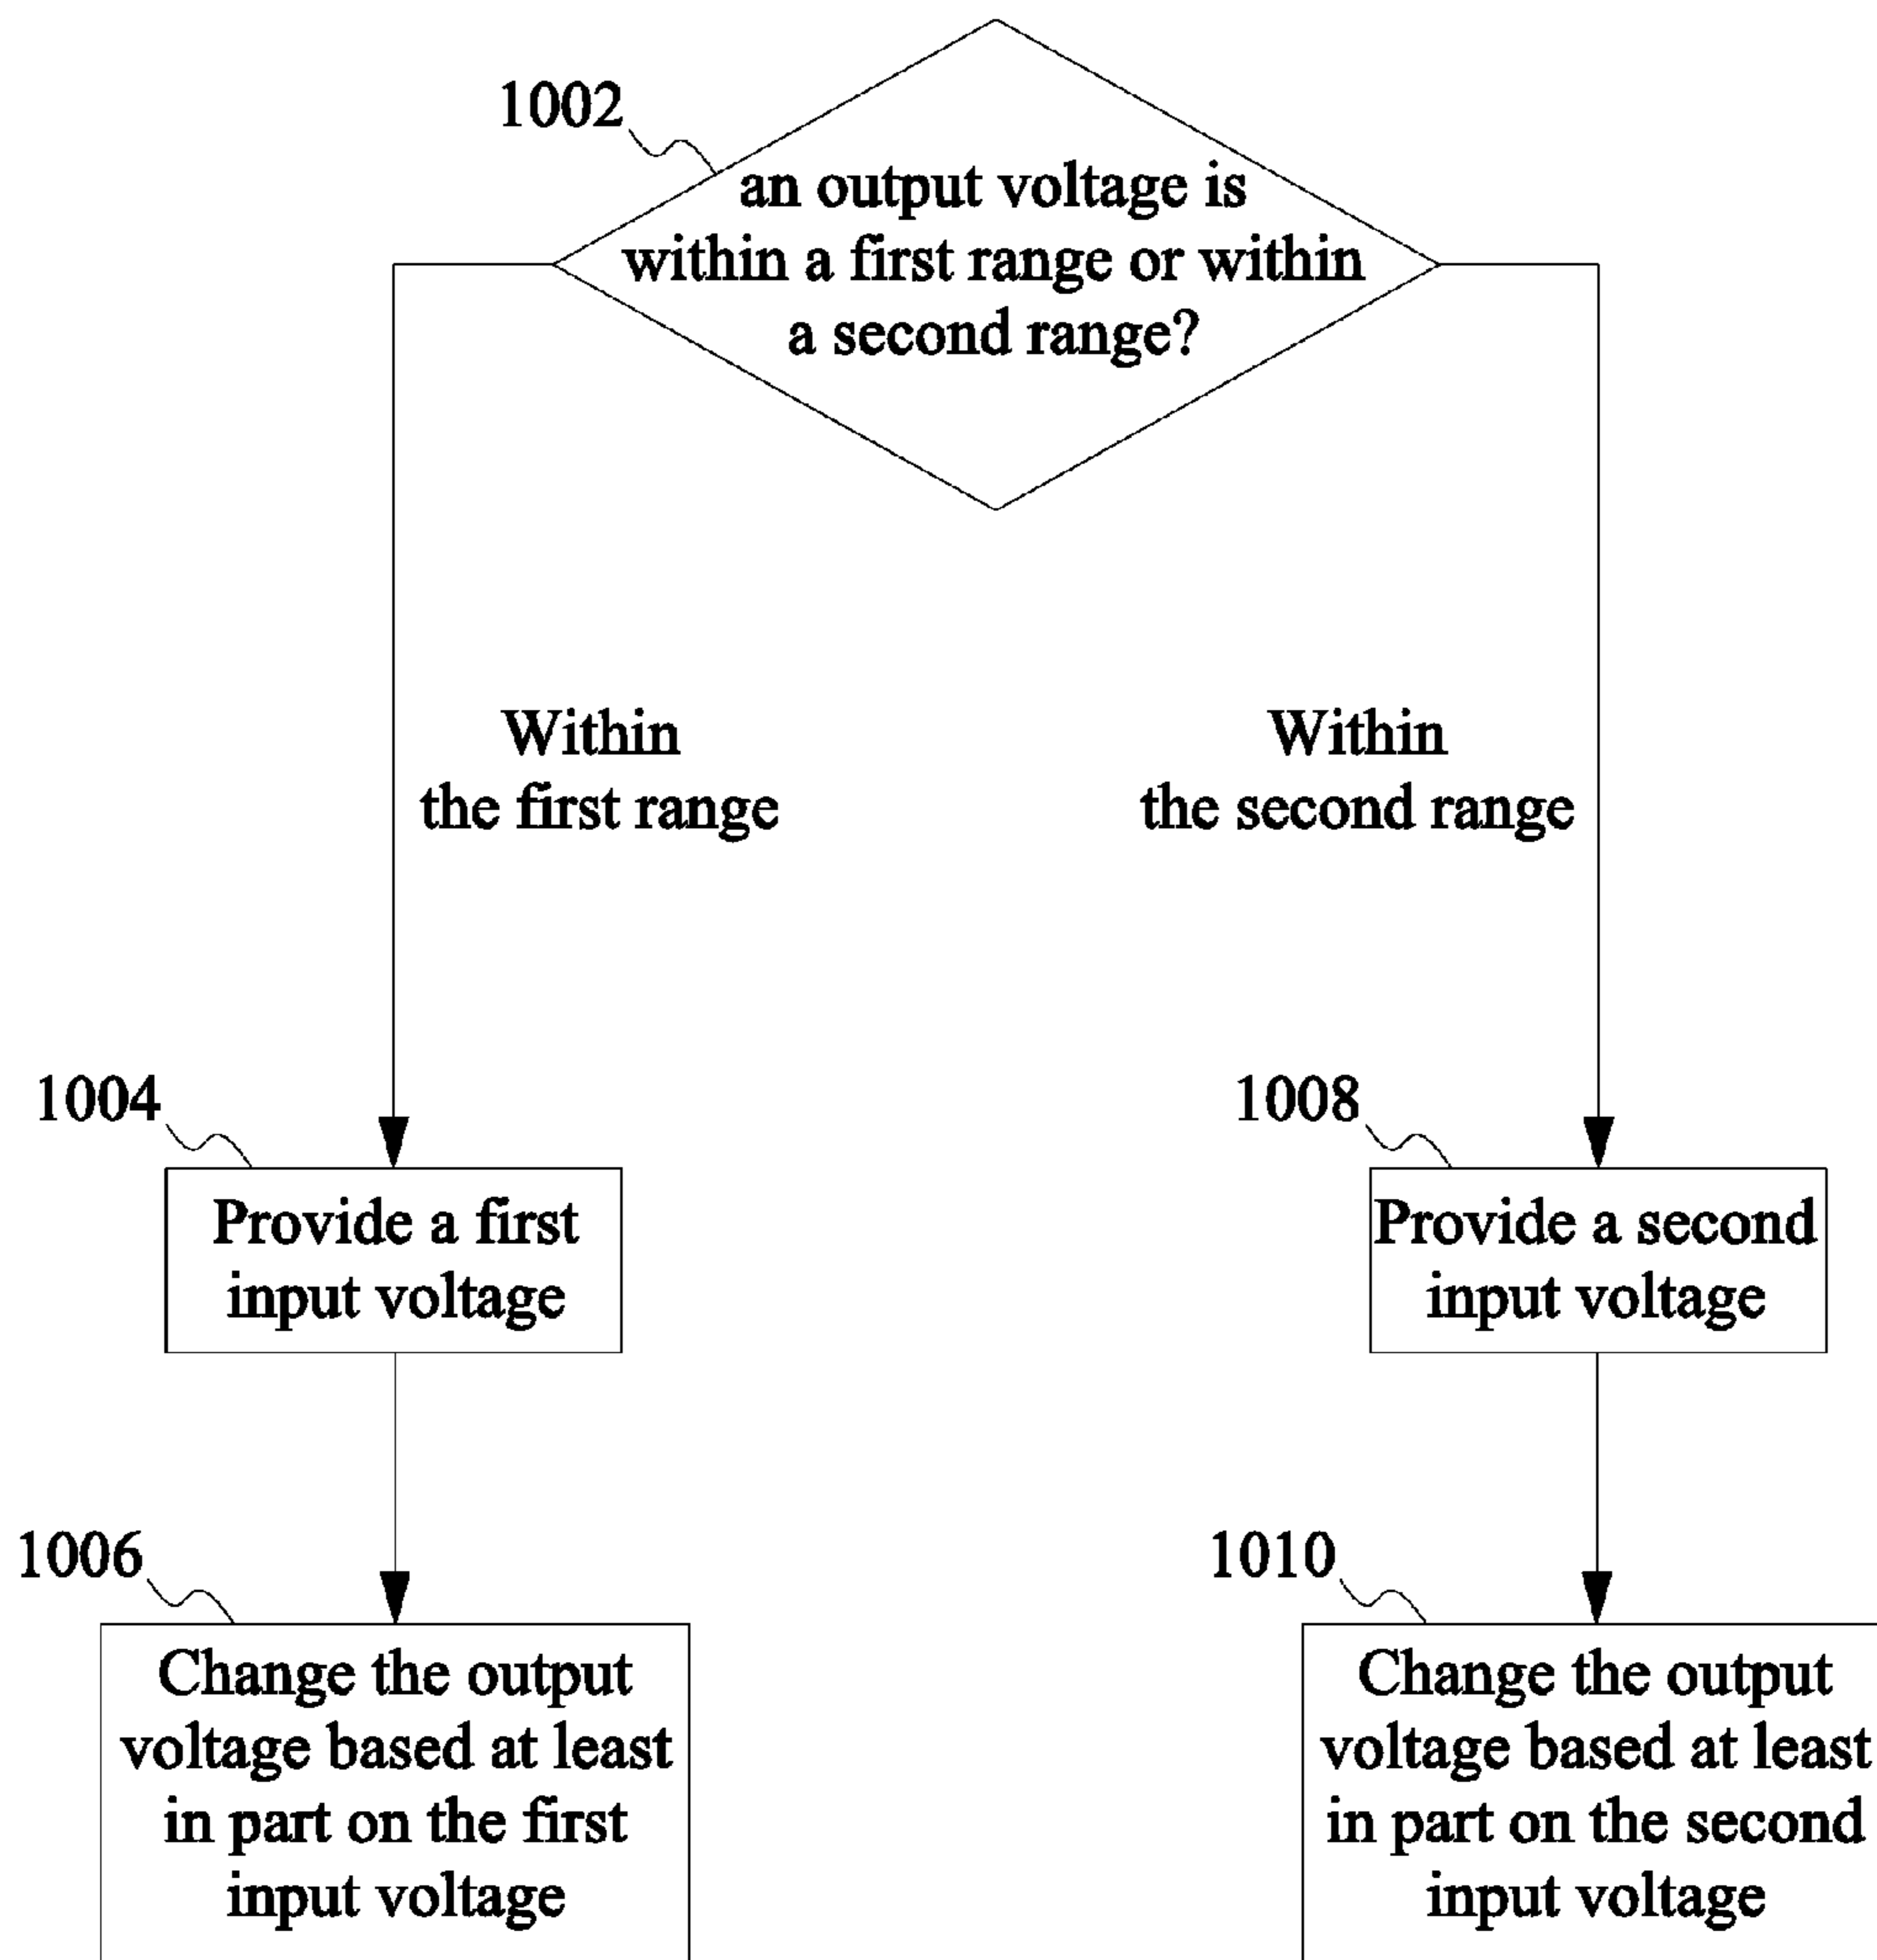 1002
an output voltage is
within a first range or within
a second range?
Within
the first range
Within
the second range
1004
Provide a first
input voltage
1008
Provide a second
input voltage
1006
Change the output
voltage based at least
in part on the first
input voltage
1010
Change the output
voltage based at least
in part on the second
input voltage